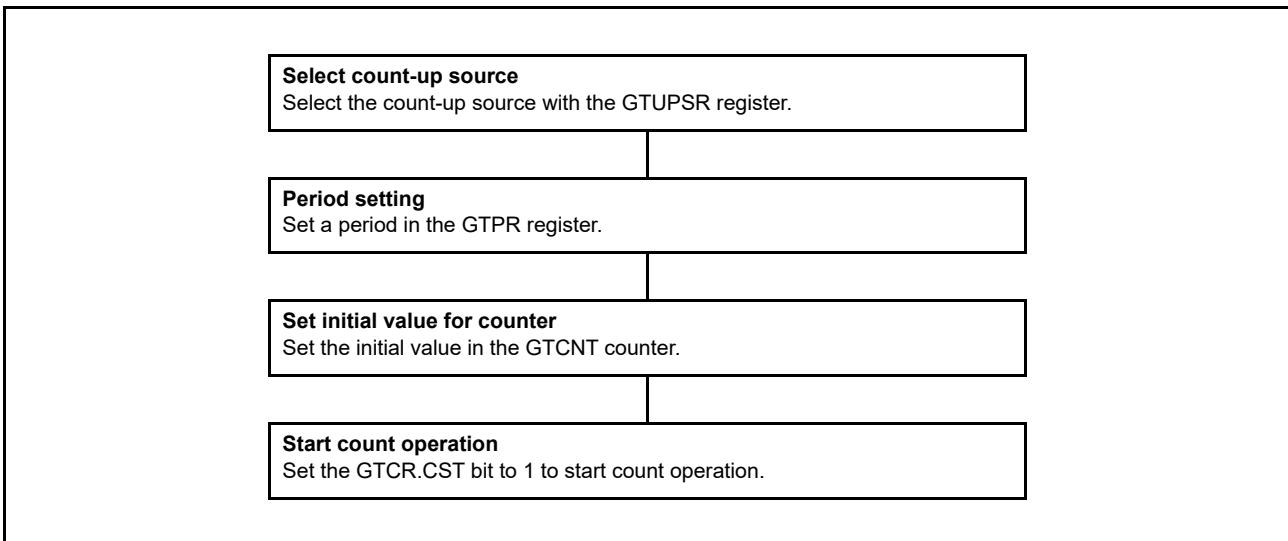 Select count-up source
Select the count-up source with the GTUPSR register.
Period setting
Set a period in the GTPR register.
Set initial value for counter
Set the initial value in the GTCNT counter.
Start count operation
Set the GTCR.CST bit to 1 to start count operation.